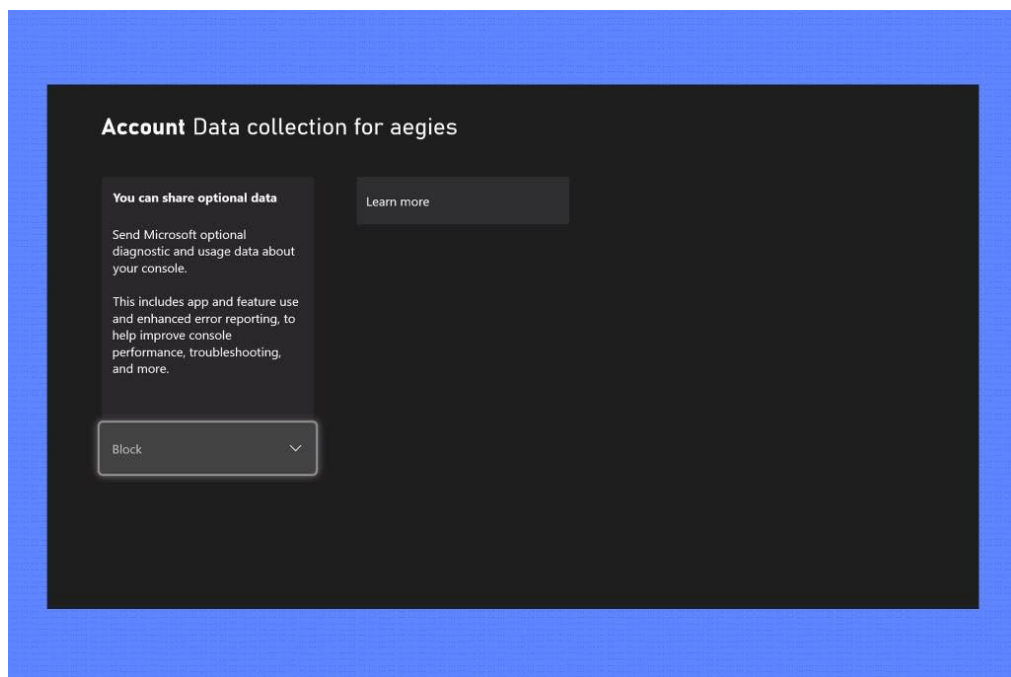 Account Data collection for aegies
You can share optional data
Send Microsoft optional
diagnostic and usage data about
your console.
This includes app and feature use
and enhanced error reporting, to
help improve console
performance, troubleshooting,
and more.
Block
Learn more